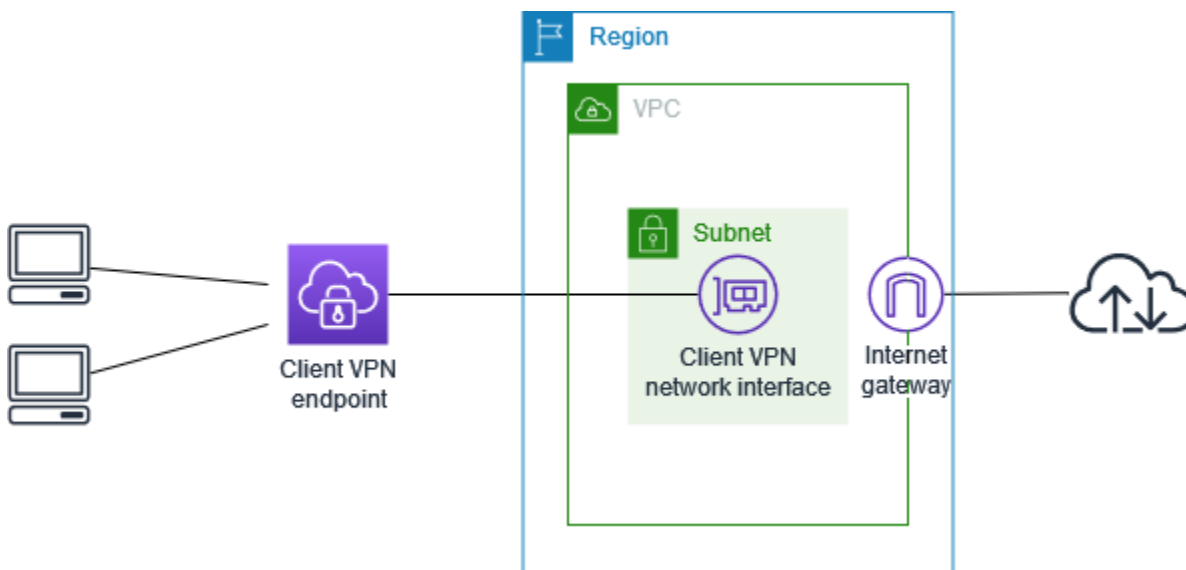 Region
VPC
Subnet
Client VPN
endpoint
Client VPN
network interface
Internet
gateway